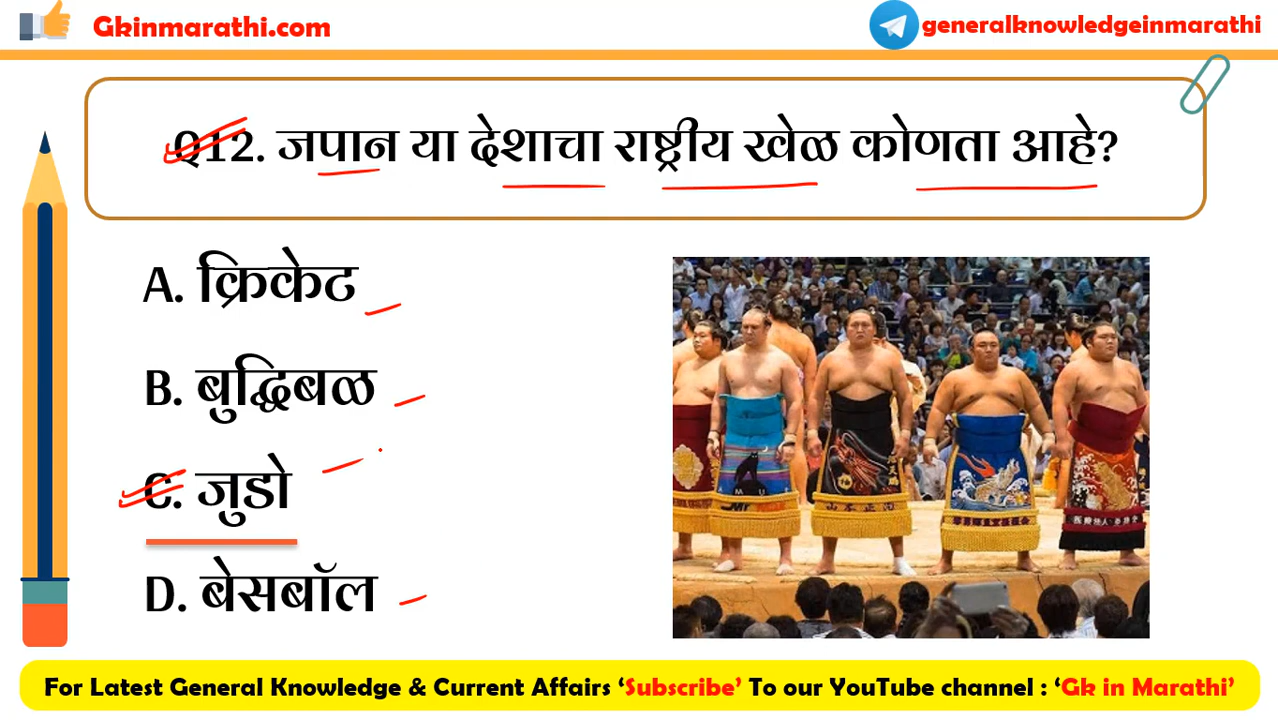 Gkinmarathi.com
generalknowledgeinmarathi
Q12. जपान या देशाचा राष्ट्रीय खेळ कोणता आहे?
A. क्रिकेट
B. बुद्धिबळ
C. जुडो
D. बेसबॉल
For Latest General Knowledge & Current Affairs ‘Subscribe’ To our YouTube channel : ‘Gk in Marathi’